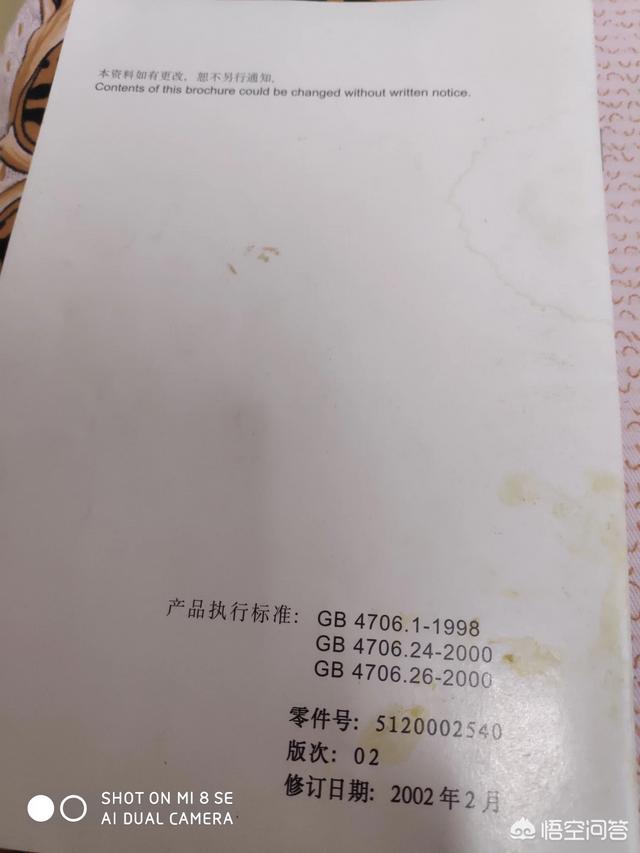 本资料如有更改，恕不另行通知.
Contents of this brochure could be changed without written notice.
产品执行标准：GB 4706.1-1998
GB 4706.24-2000
GB 4706.26-2000
零件号：5120002540
版次：02
修订日期：2002年2月
SHOT ON MI 8 SE
AI DUAL CAMERA
悟空问答